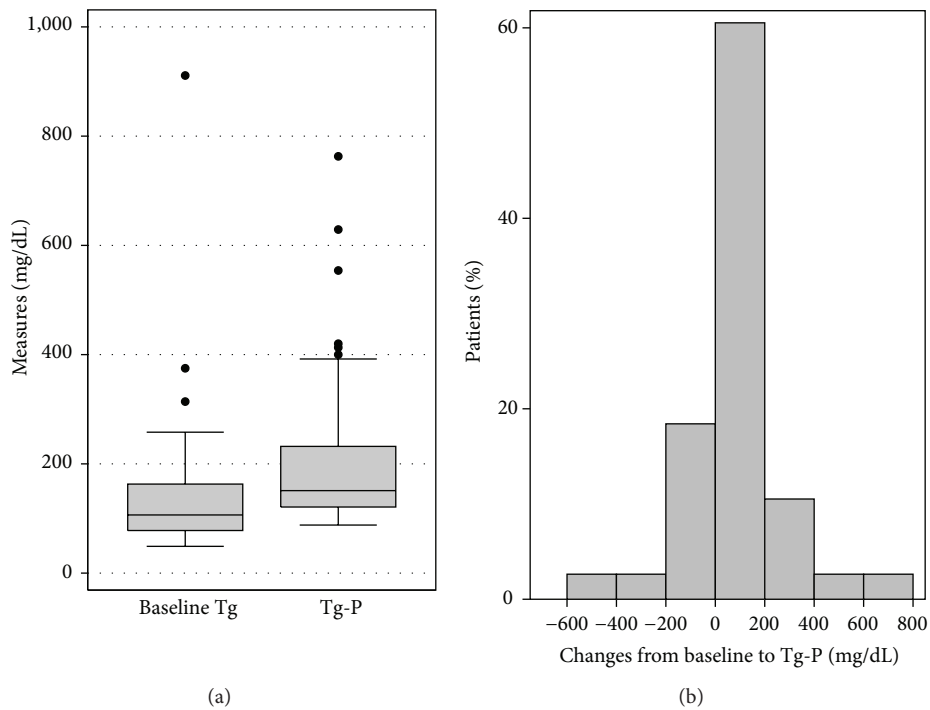 1,000
800
600
400
200
0
Measures (mg/dL)
Baseline Tg Tg-P
(a)
60
40
20
0
Patients (%)
−600 −400 −200 0 200 400 600 800
Changes from baseline to Tg-P (mg/dL)
(b)